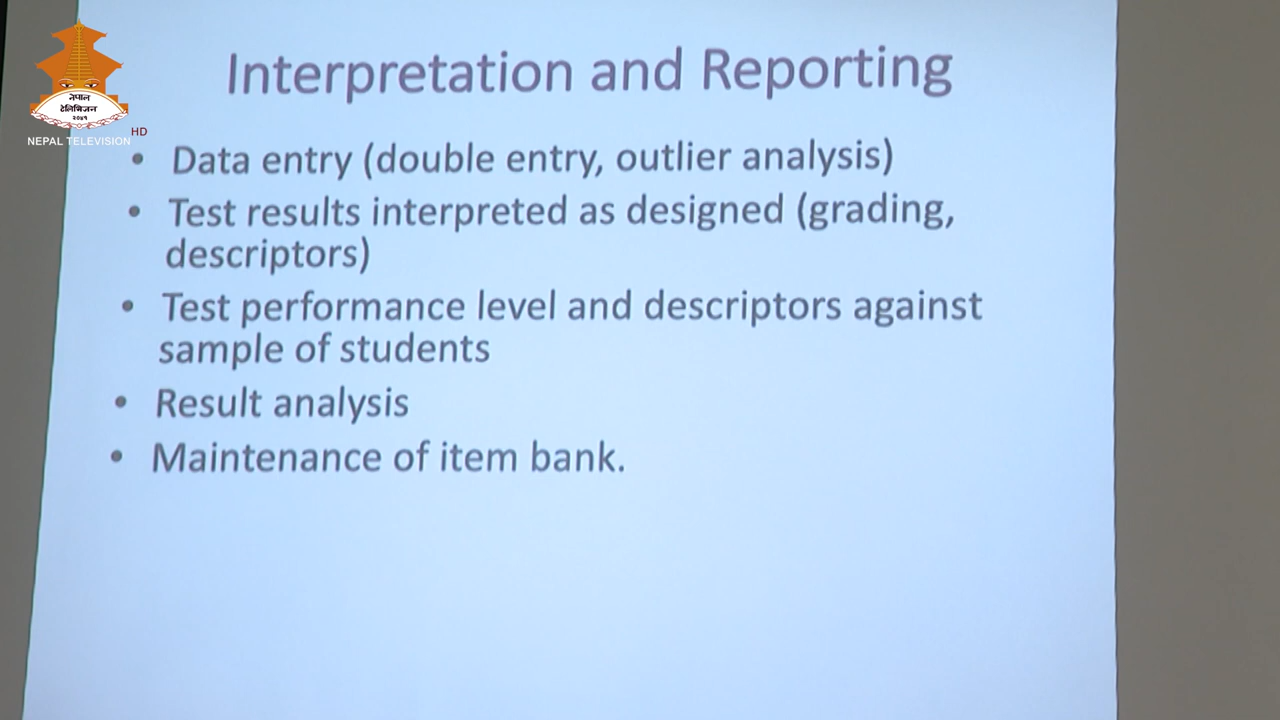 Interpretation and Reporting
नेपाल
टेलिभिजन
२०४१
NEPAL TELEVISION HD
• Data entry (double entry, outlier analysis)
• Test results interpreted as designed (grading,
descriptors)
• Test performance level and descriptors against
sample of students
• Result analysis
• Maintenance of item bank.